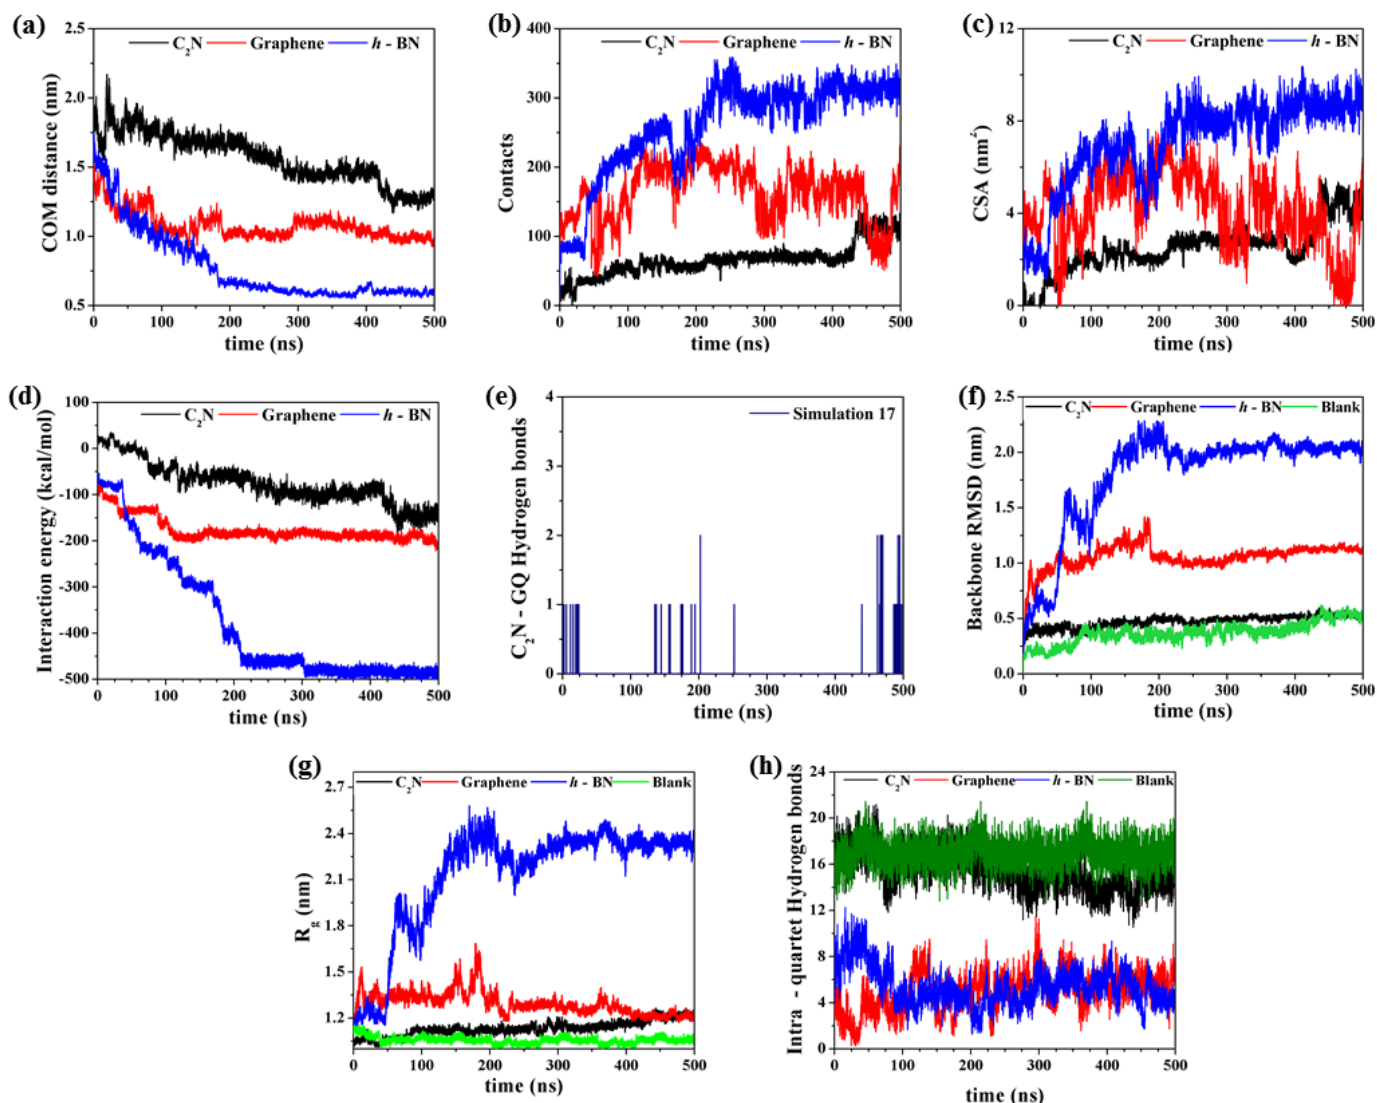 (a)
C₂N Graphene h - BN
COM distance (nm)
2.5
2.0
1.5
1.0
0.5
0 100 200 300 400 500
time (ns)
(b)
C₂N Graphene h - BN
Contacts
400
300
200
100
0
0 100 200 300 400 500
time (ns)
(c)
C₂N Graphene h - BN
CSA (nm²)
12
8
4
0
0 100 200 300 400 500
time (ns)
(d)
C₂N Graphene h - BN
Interaction energy (kcal/mol)
100
0
-100
-200
-300
-400
-500
0 100 200 300 400 500
time (ns)
(e)
Simulation 17
C₂N - GQ Hydrogen bonds
4
3
2
1
0
0 100 200 300 400 500
time (ns)
(f)
C₂N Graphene h - BN Blank
Backbone RMSD (nm)
2.5
2.0
1.5
1.0
0.5
0.0
0 100 200 300 400 500
time (ns)
(g)
C₂N Graphene h - BN Blank
Rg (nm)
2.7
2.4
2.1
1.8
1.5
1.2
0 100 200 300 400 500
time (ns)
(h)
C₂N Graphene h - BN Blank
Intra - quartet Hydrogen bonds
24
20
16
12
8
4
0
0 100 200 300 400 500
time (ns)